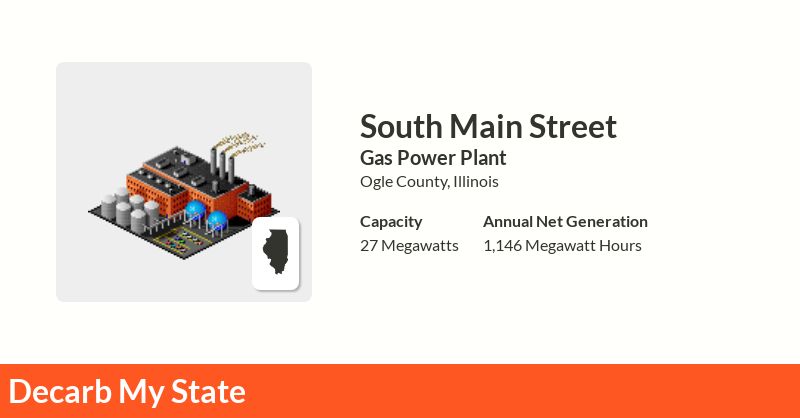 South Main Street
Gas Power Plant
Ogle County, Illinois
Capacity
27 Megawatts
Annual Net Generation
1,146 Megawatt Hours
Decarb My State